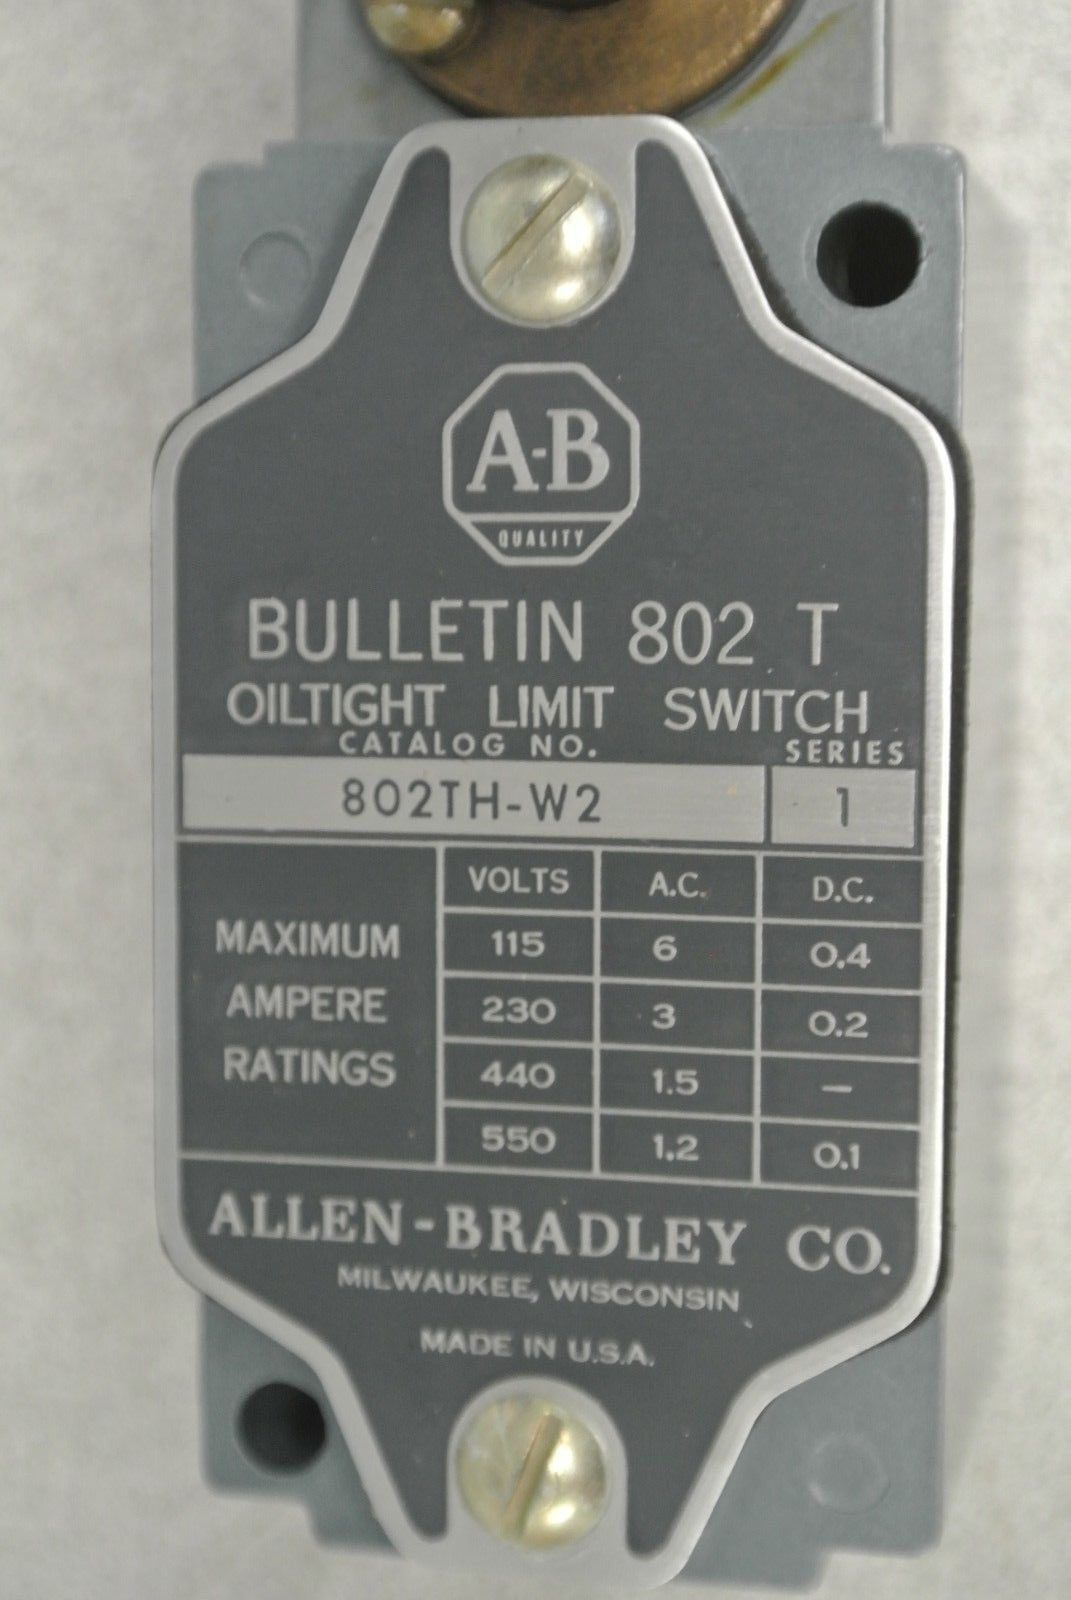 A-B
QUALITY
BULLETIN 802 T
OILTIGHT LIMIT SWITCH
CATALOG NO. SERIES
802TH-W2 1
VOLTS A.C. D.C.
MAXIMUM AMPERE RATINGS
115 6 0.4
230 3 0.2
440 1.5 —
550 1.2 0.1
ALLEN-BRADLEY CO.
MILWAUKEE, WISCONSIN
MADE IN U.S.A.